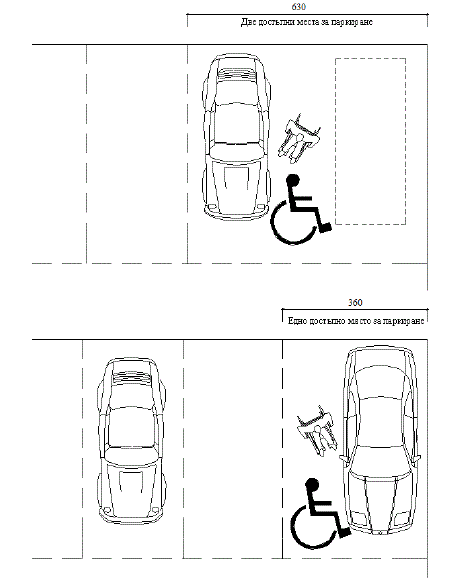 630
Две достъпни места за паркиране
360
Едно достъпно място за паркиране